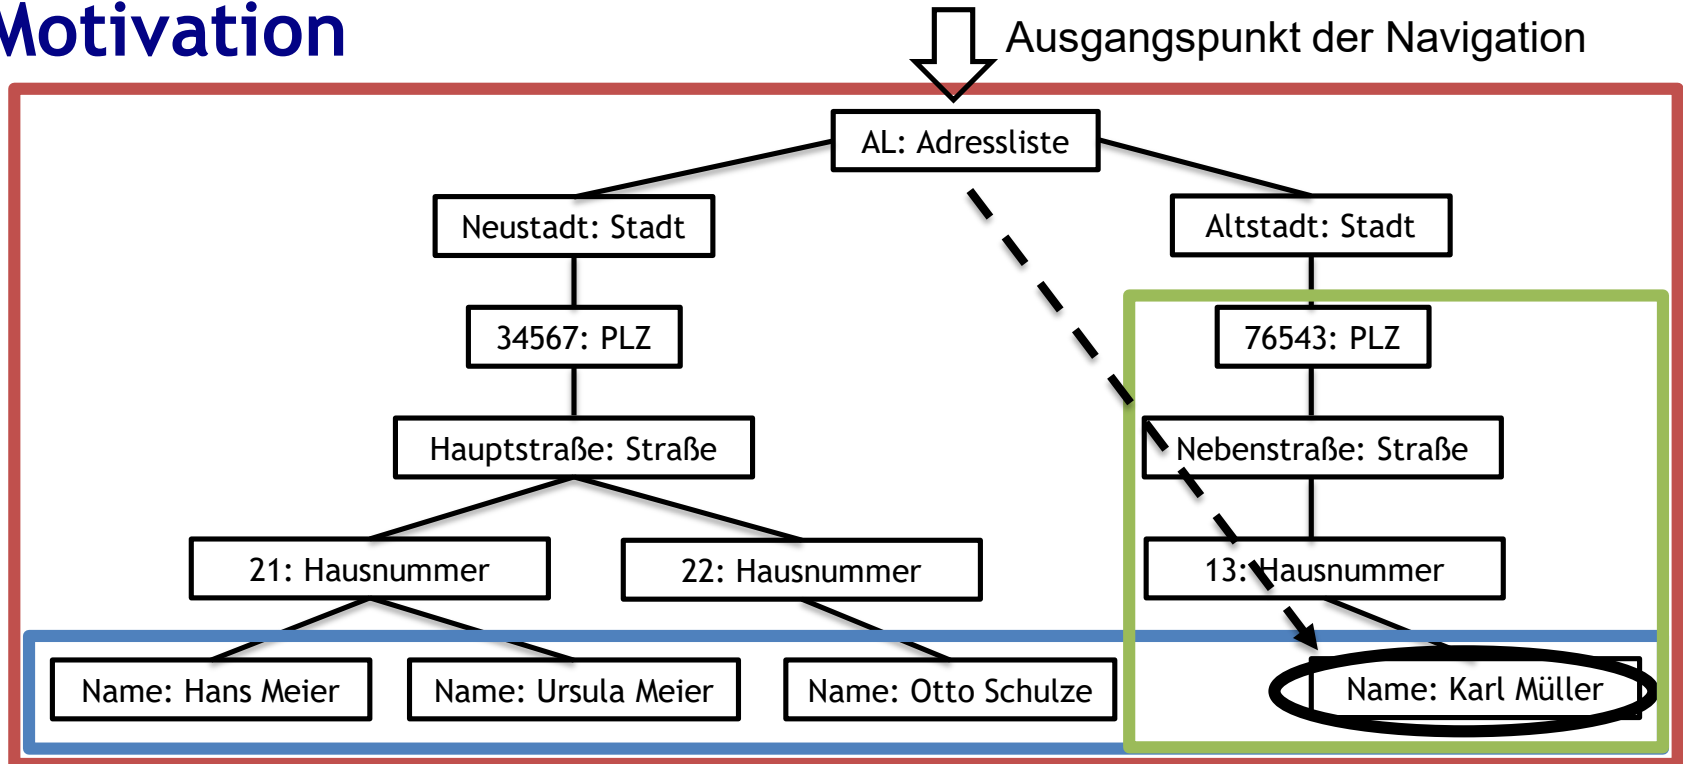 Motivation
Ausgangspunkt der Navigation
AL: Adressliste
Neustadt: Stadt
Altstadt: Stadt
34567: PLZ
76543: PLZ
Hauptstraße: Straße
Nebenstraße: Straße
21: Hausnummer
22: Hausnummer
13: Hausnummer
Name: Hans Meier
Name: Ursula Meier
Name: Otto Schulze
Name: Karl Müller